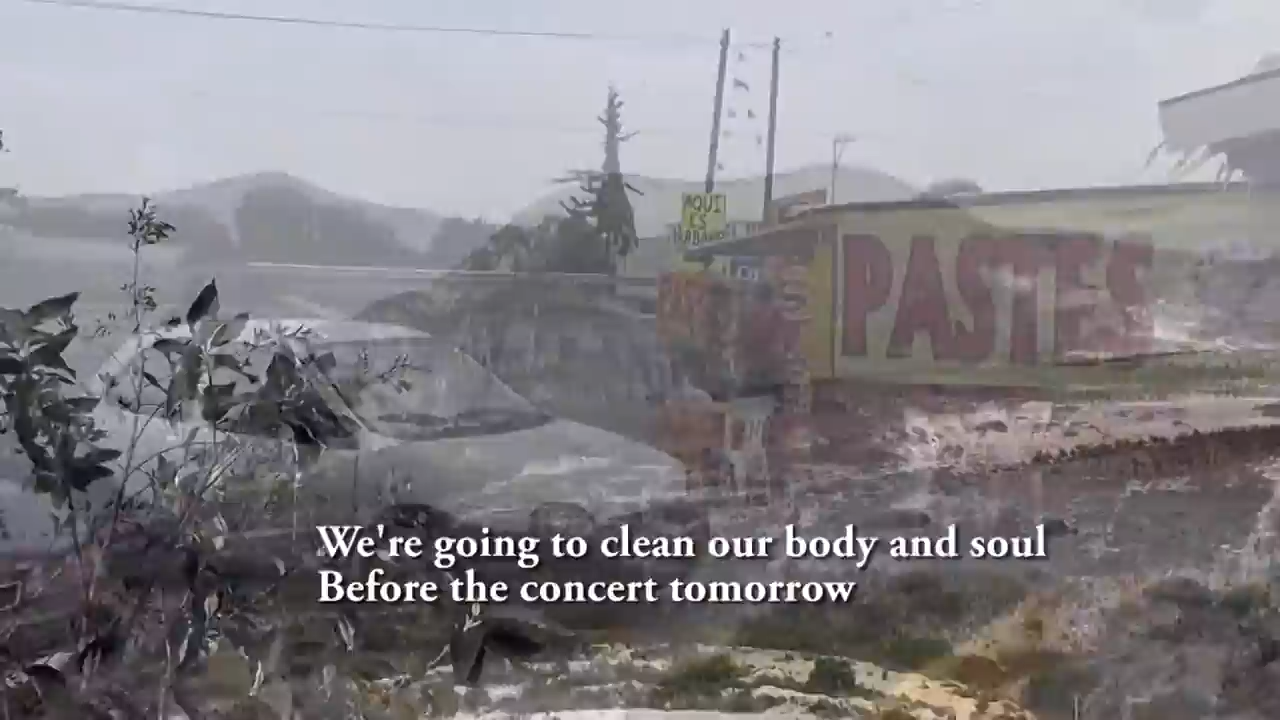 AQUI
ES
PASTES
We're going to clean our body and soul
Before the concert tomorrow